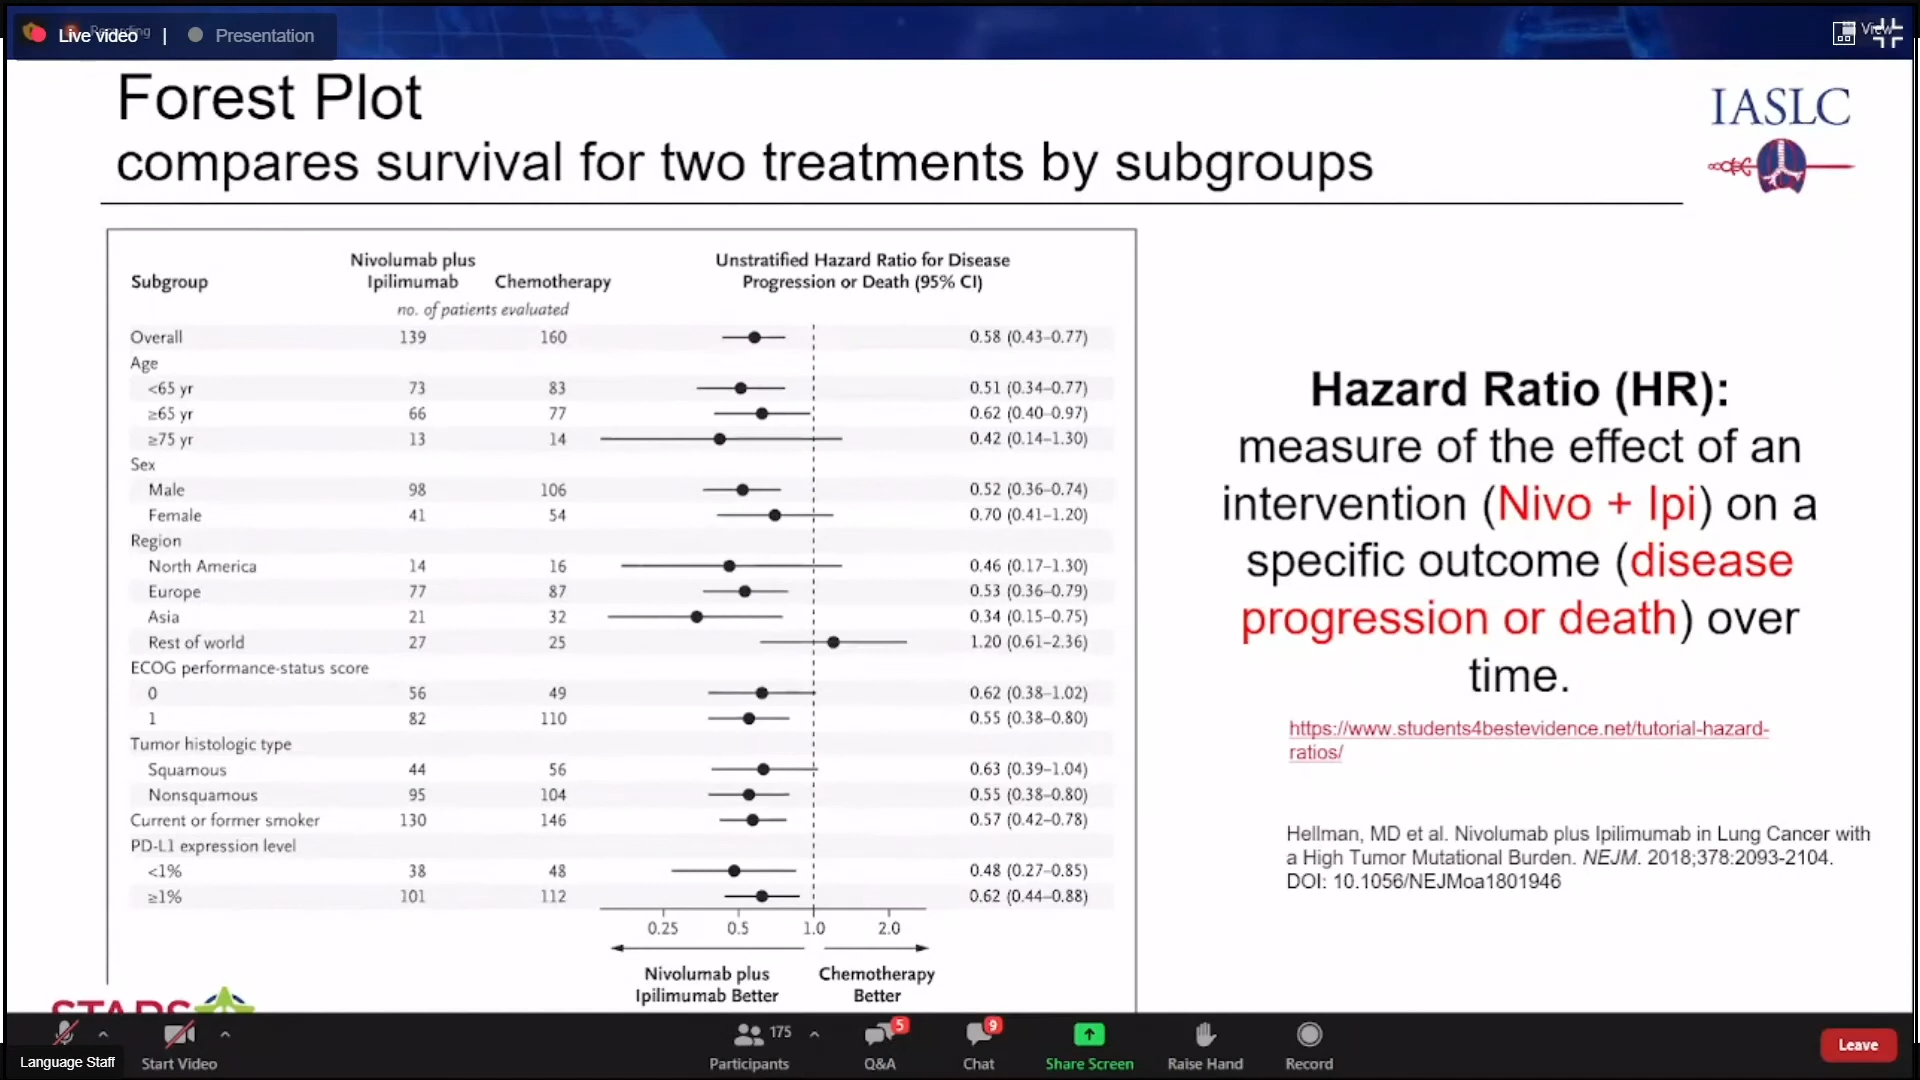 Live video | Presentation
View
Forest Plot
compares survival for two treatments by subgroups
IASLC
Subgroup Nivolumab plus Ipilimumab Chemotherapy Unstratified Hazard Ratio for Disease Progression or Death (95% CI)
no. of patients evaluated
Overall 139 160 0.58 (0.43–0.77)
Age
<65 yr 73 83 0.51 (0.34–0.77)
≥65 yr 66 77 0.62 (0.40–0.97)
≥75 yr 13 14 0.42 (0.14–1.30)
Sex
Male 98 106 0.52 (0.36–0.74)
Female 41 54 0.70 (0.41–1.20)
Region
North America 14 16 0.46 (0.17–1.30)
Europe 77 87 0.53 (0.36–0.79)
Asia 21 32 0.34 (0.15–0.75)
Rest of world 27 25 1.20 (0.61–2.36)
ECOG performance-status score
0 56 49 0.62 (0.38–1.02)
1 82 110 0.55 (0.38–0.80)
Tumor histologic type
Squamous 44 56 0.63 (0.39–1.04)
Nonsquamous 95 104 0.55 (0.38–0.80)
Current or former smoker 130 146 0.57 (0.42–0.78)
PD-L1 expression level
<1% 38 48 0.48 (0.27–0.85)
≥1% 101 112 0.62 (0.44–0.88)
0.25 0.5 1.0 2.0
Nivolumab plus Ipilimumab Better
Chemotherapy Better
Hazard Ratio (HR):
measure of the effect of an
intervention (Nivo + Ipi) on a
specific outcome (disease
progression or death) over
time.
https://www.students4bestevidence.net/tutorial-hazard-
ratios/
Hellman, MD et al. Nivolumab plus Ipilimumab in Lung Cancer with
a High Tumor Mutational Burden. NEJM. 2018;378:2093-2104.
DOI: 10.1056/NEJMoa1801946
STARS
Language Staff
Start Video
175
Participants
5
Q&A
9
Chat
Share Screen
Raise Hand
Record
Leave